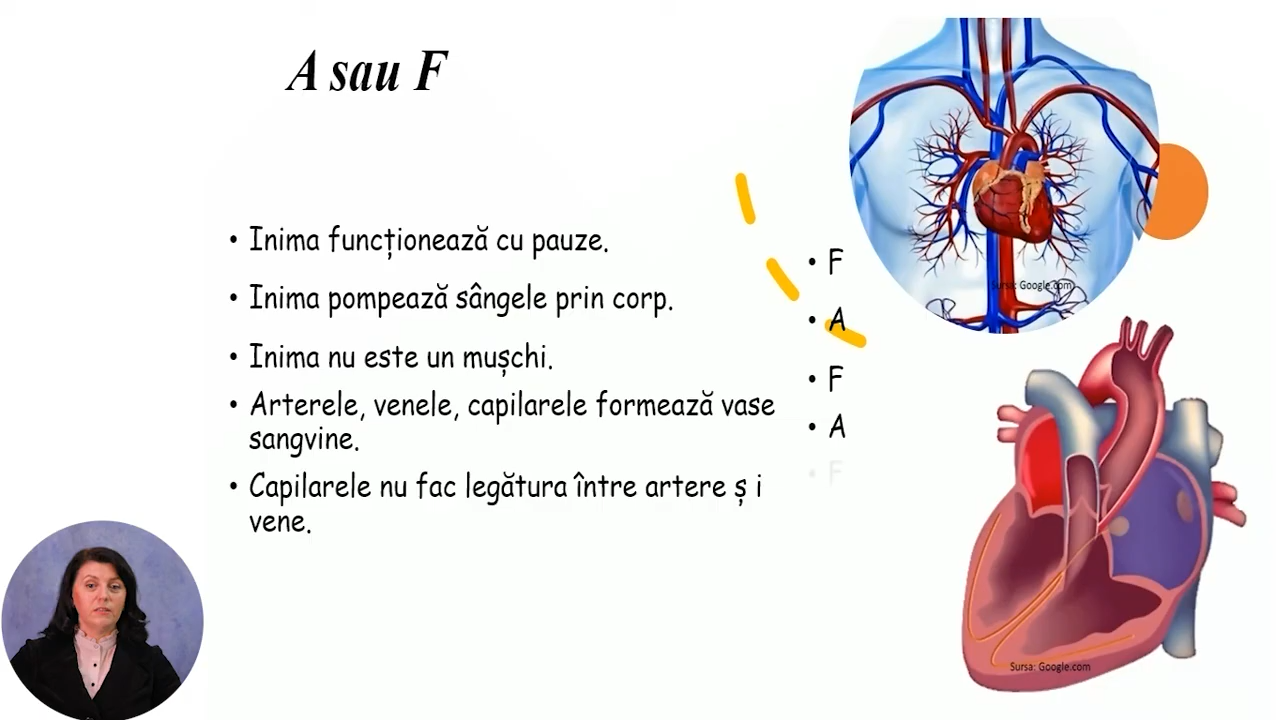 A sau F
• Inima funcționează cu pauze.
• Inima pompează sângele prin corp.
• Inima nu este un mușchi.
• Arterele, venele, capilarele formează vase
sangvine.
• Capilarele nu fac legătura între artere ș i
vene.
• F
• A
• F
• A
• F
Sursa: Google.com
Sursa: Google.com